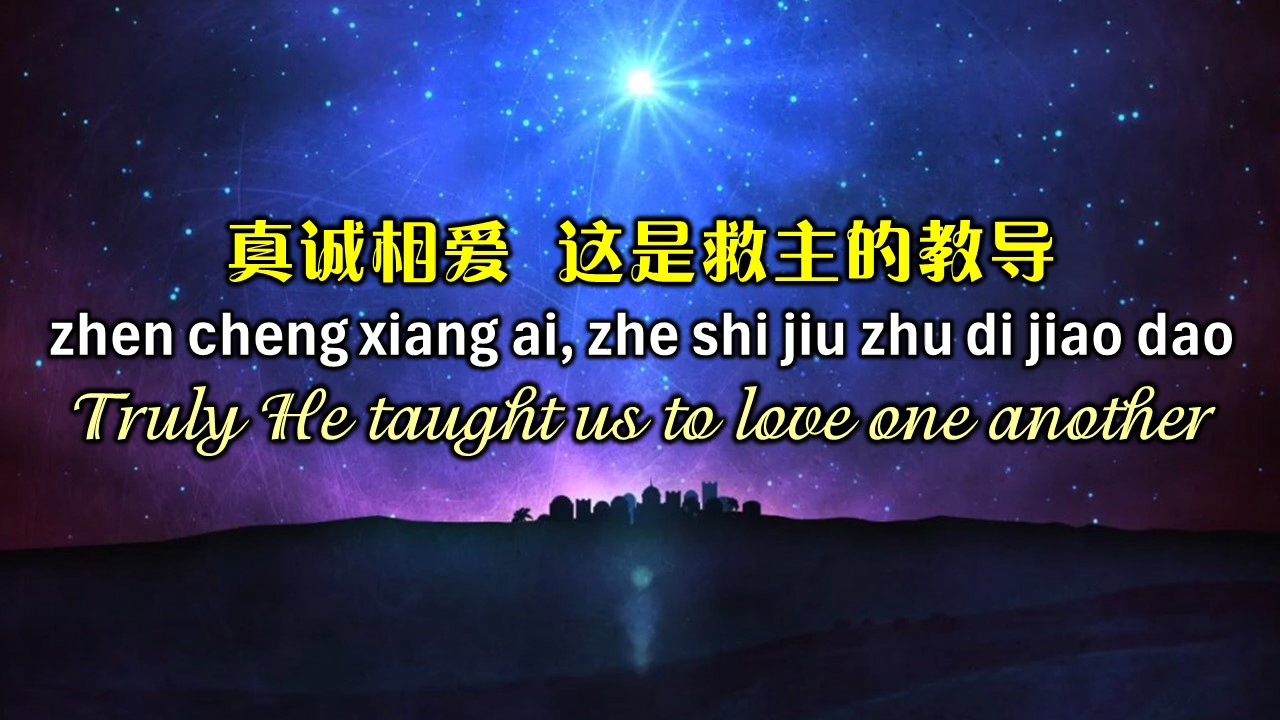 真诚相爱 这是救主的教导
zhen cheng xiang ai, zhe shi jiu zhu di jiao dao
Truly He taught us to love one another